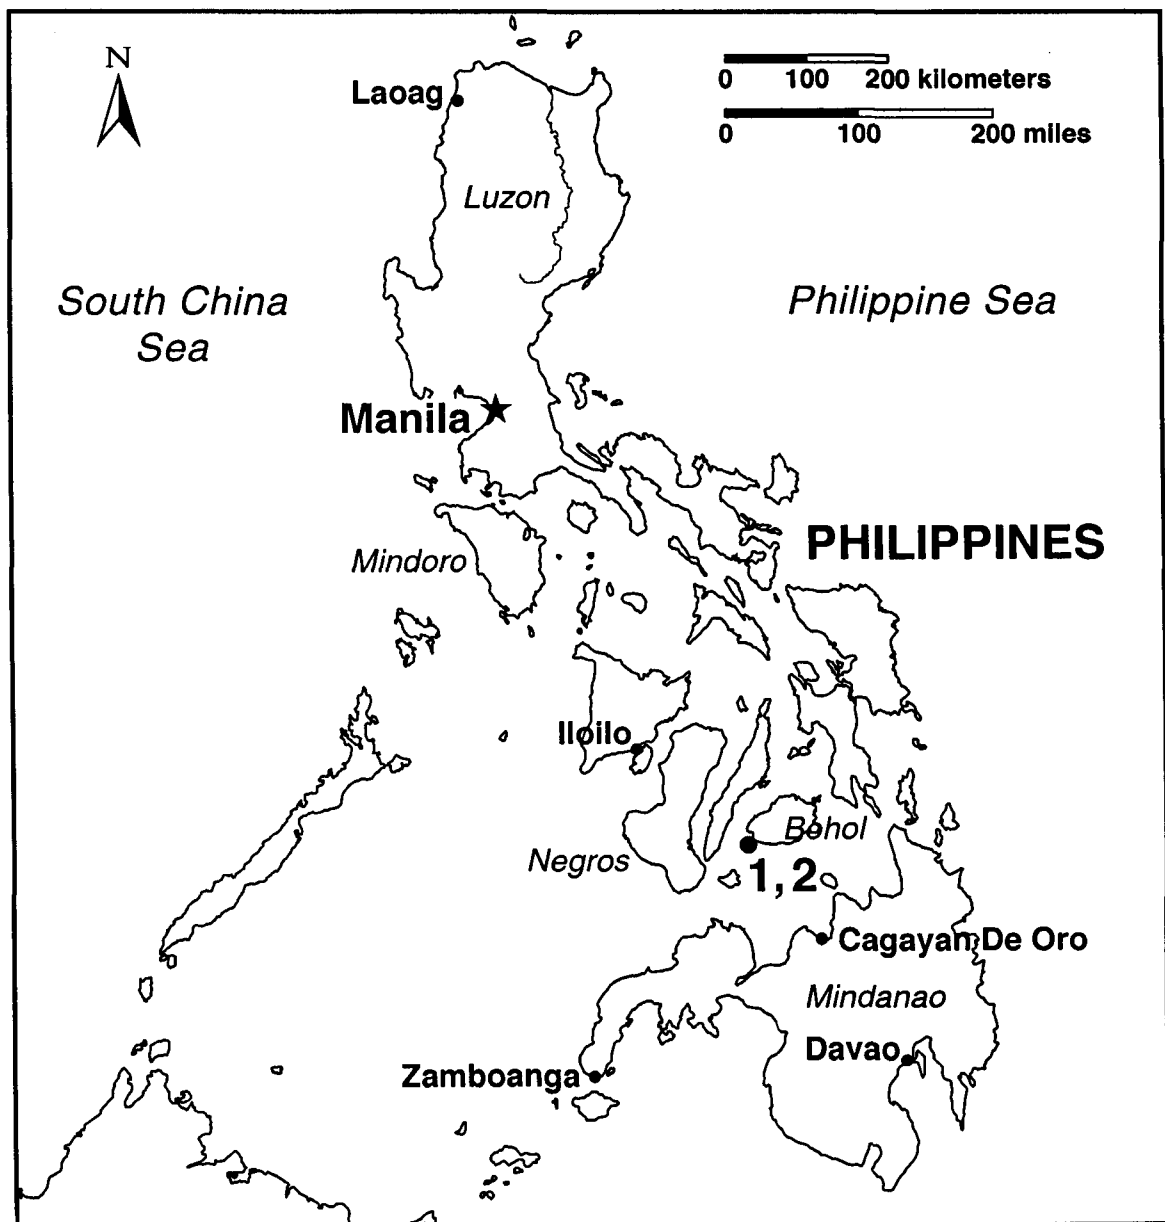 N
0 100 200 kilometers
0 100 200 miles
Laoag
Luzon
South China
Sea
Philippine Sea
Manila
PHILIPPINES
Mindoro
Iloilo
Bohol
Negros
1, 2
Cagayan De Oro
Mindanao
Davao
Zamboanga